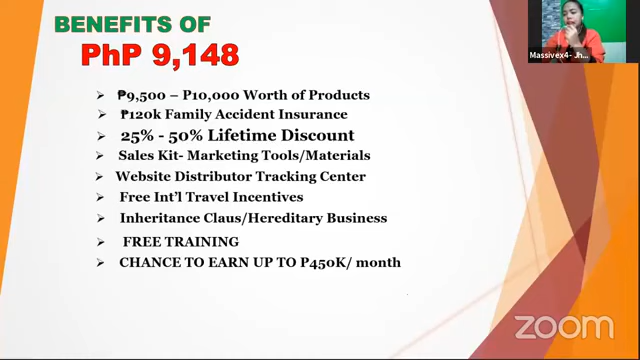 BENEFITS OF
PhP 9,148
₱9,500 – P10,000 Worth of Products
₱120k Family Accident Insurance
25% - 50% Lifetime Discount
Sales Kit- Marketing Tools/Materials
Website Distributor Tracking Center
Free Int'l Travel Incentives
Inheritance Claus/Hereditary Business
FREE TRAINING
CHANCE TO EARN UP TO P450K/ month
Massivex4- Jh...
zoom